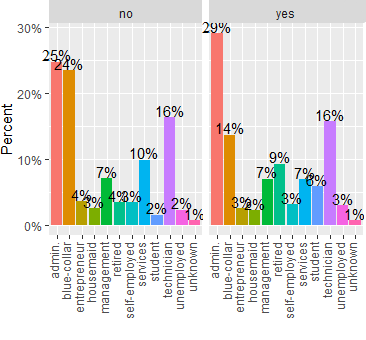 no yes
Percent
30%
20%
10%
0%
25% 24% 4% 3% 7% 4% 3% 10% 2% 16% 2% 1%
29% 14% 3% 2% 7% 9% 3% 7% 6% 16% 3% 1%
admin. blue-collar entrepreneur housemaid management retired self-employed services student technician unemployed unknown
admin. blue-collar entrepreneur housemaid management retired self-employed services student technician unemployed unknown